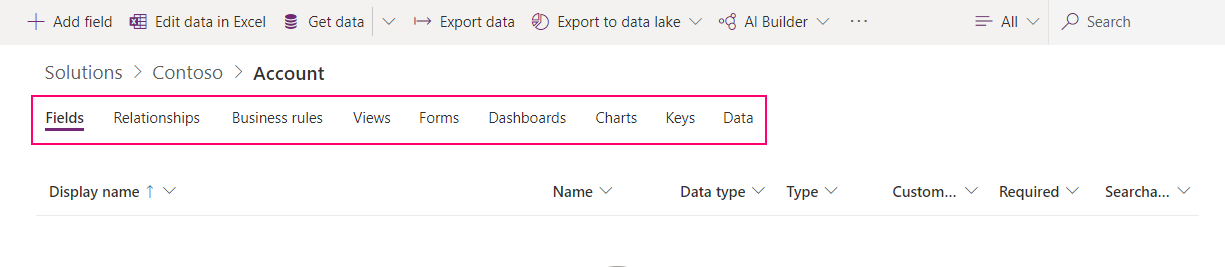 Add field Edit data in Excel Get data Export data Export to data lake AI Builder ··· All Search
Solutions > Contoso > Account
Fields Relationships Business rules Views Forms Dashboards Charts Keys Data
Display name ↑ Name Data type Type Custom... Required Searcha...